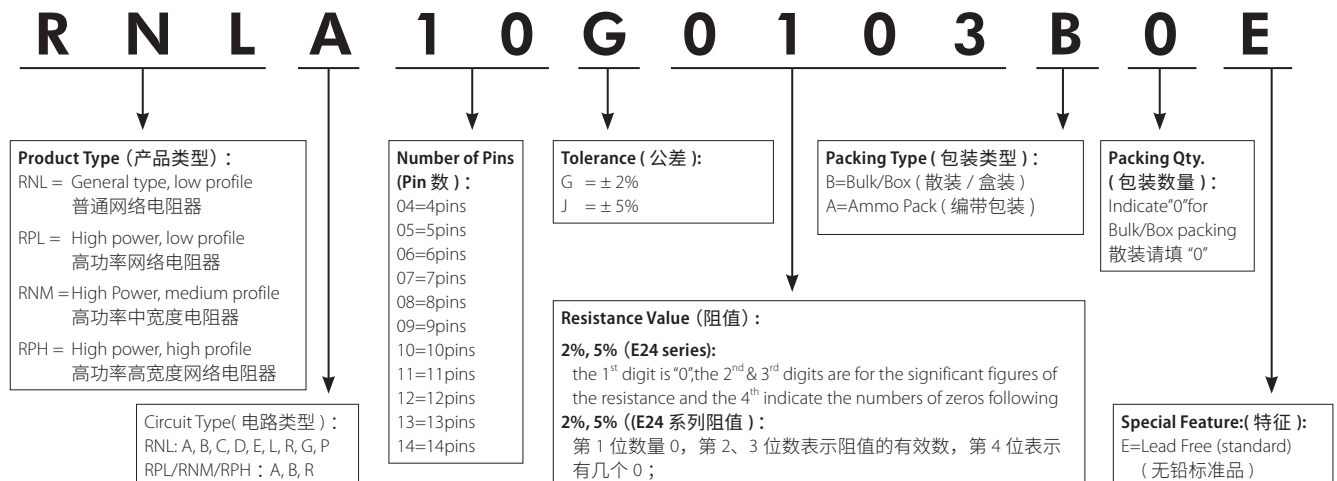 R N L A 1 0 G 0 1 0 3 B 0 E
Product Type（产品类型）：
RNL = General type, low profile
普通网络电阻器
RPL = High power, low profile
高功率网络电阻器
RNM = High Power, medium profile
高功率中宽度电阻器
RPH = High power, high profile
高功率高宽度网络电阻器
Circuit Type( 电路类型 )：
RNL: A, B, C, D, E, L, R, G, P
RPL/RNM/RPH：A, B, R
Number of Pins
(Pin 数 )：
04=4pins
05=5pins
06=6pins
07=7pins
08=8pins
09=9pins
10=10pins
11=11pins
12=12pins
13=13pins
14=14pins
Tolerance ( 公差 ):
G = ± 2%
J = ± 5%
Resistance Value（阻值）:
2%, 5%（E24 series):
the 1st digit is “0”,the 2nd & 3rd digits are for the significant figures of
the resistance and the 4th indicate the numbers of zeros following
2%, 5%（(E24 系列阻值 )：
第 1 位数量 0，第 2、3 位数表示阻值的有效数，第 4 位表示
有几个 0；
Packing Type ( 包装类型 )：
B=Bulk/Box ( 散装 / 盒装 )
A=Ammo Pack ( 编带包装 )
Packing Qty.
( 包装数量 )：
Indicate"0"for
Bulk/Box packing
散装请填 “0”
Special Feature:( 特征 ):
E=Lead Free (standard)
( 无铅标准品 )